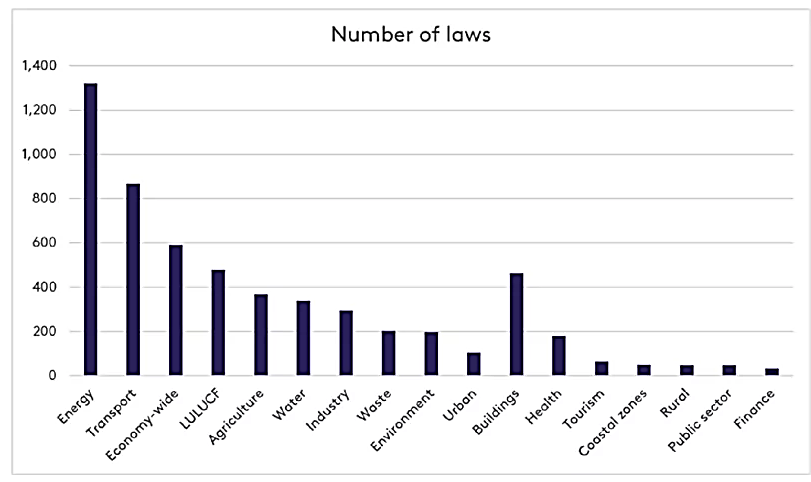 Number of laws
1,400
1,200
1,000
800
600
400
200
0
Energy
Transport
Economy-wide
LULUCF
Agriculture
Water
Industry
Waste
Environment
Urban
Buildings
Health
Tourism
Coastal zones
Rural
Public sector
Finance